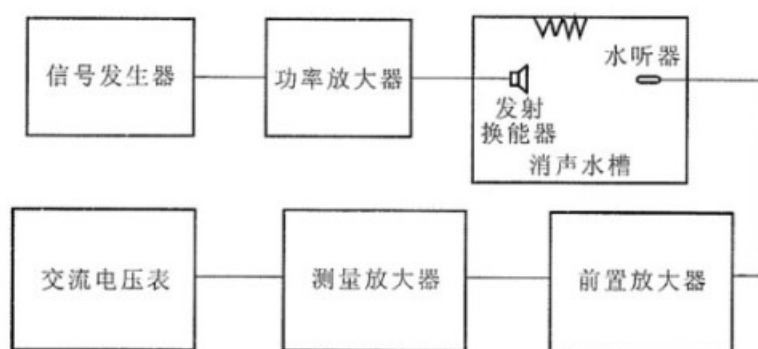 信号发生器
功率放大器
水听器
发射
换能器
消声水槽
交流电压表
测量放大器
前置放大器